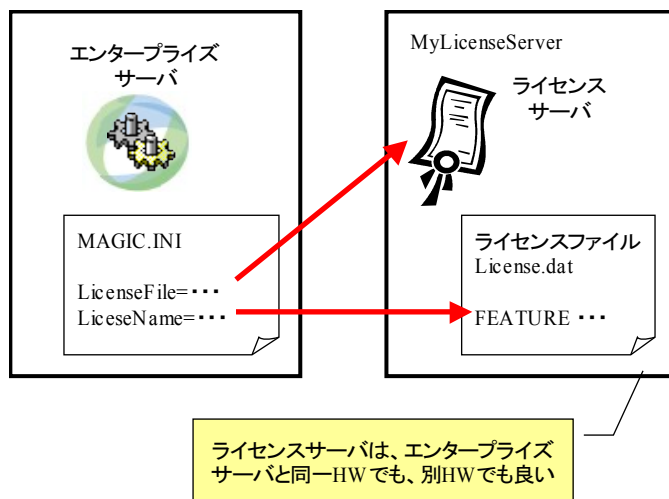 エンタープライズ
サーバ
MAGIC.INI
LicenseFile=・・・
LiceseName=・・・
MyLicenseServer
ライセンス
サーバ
ライセンスファイル
License.dat
FEATURE ・・・
ライセンスサーバは、エンタープライズ
サーバと同一HWでも、別HWでも良い